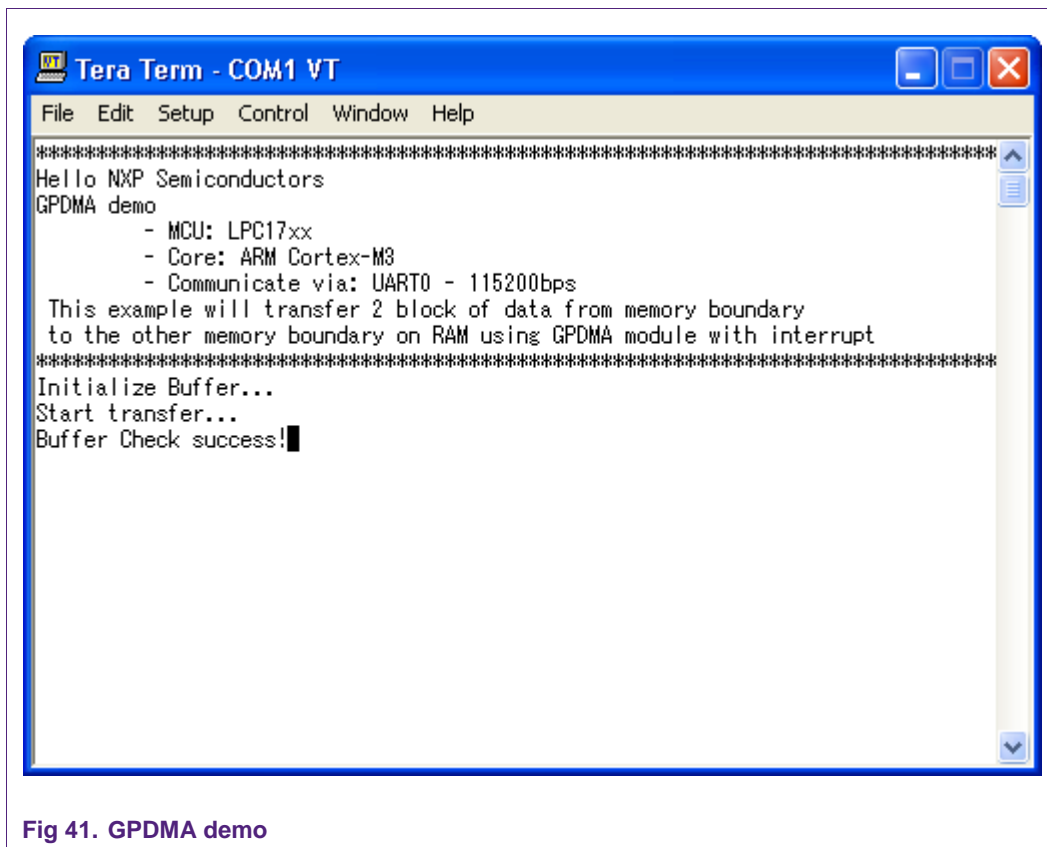 Tera Term - COM1 VT
File Edit Setup Control Window Help
********************************************************************************
Hello NXP Semiconductors
GPDMA demo
- MCU: LPC17xx
- Core: ARM Cortex-M3
- Communicate via: UART0 - 115200bps
This example will transfer 2 block of data from memory boundary
to the other memory boundary on RAM using GPDMA module with interrupt
********************************************************************************
Initialize Buffer...
Start transfer...
Buffer Check success!
Fig 41. GPDMA demo